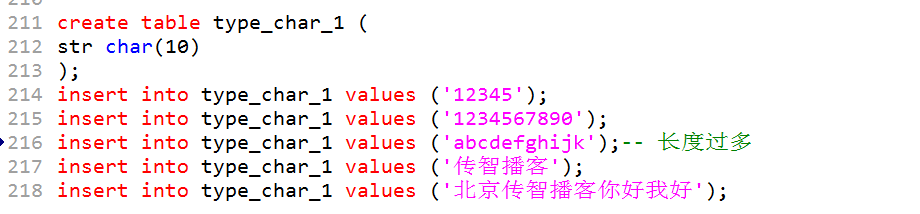 211 create table type_char_1 (
212 str char(10)
213 );
214 insert into type_char_1 values ('12345');
215 insert into type_char_1 values ('1234567890');
216 insert into type_char_1 values ('abcdefghijk');-- 长度过多
217 insert into type_char_1 values ('传智播客');
218 insert into type_char_1 values ('北京传智播客你好我好');